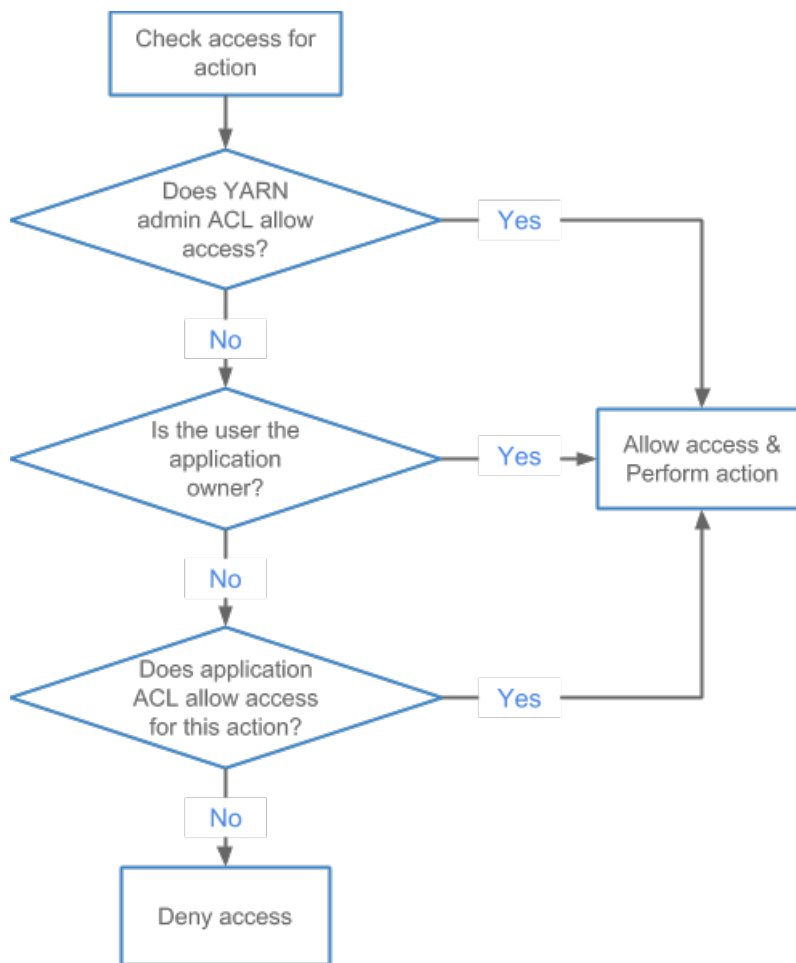 Check access for
action
Does YARN
admin ACL allow
access?
Yes
No
Is the user the
application
owner?
Yes
Allow access &
Perform action
No
Does application
ACL allow access
for this action?
Yes
No
Deny access